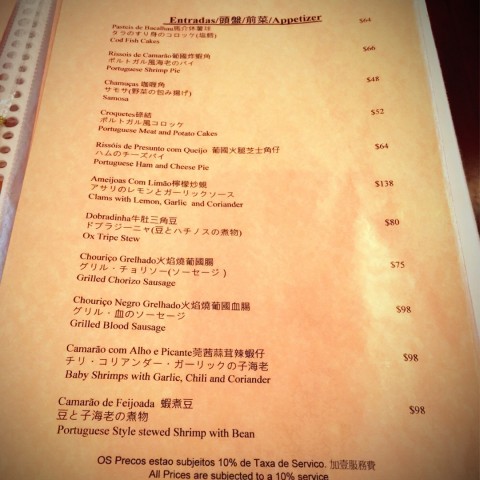 Entradas/頭盤/前菜/Appetizer
Pasteis de Bacalhau馬介休薯球 $64
タラのすり身のコロッケ(塩鱈)
Cod Fish Cakes
Rissois de Camarão葡國炸蝦角 $66
ポルトガル風海老のパイ
Portuguese Shrimp Pie
Chamaças 咖喱角 $48
サモサ(野菜の包み揚げ)
Samosa
Croquetes碌結 $52
ポルトガル風コロッケ
Portuguese Meat and Potato Cakes
Rissóis de Presunto com Queijo 葡國火腿芝士角仔 $64
ハムのチーズパイ
Portuguese Ham and Cheese Pie
Ameijoas Com Limão檸檬炒蜆 $138
アサリのレモンとガーリックソース
Clams with Lemon, Garlic and Coriander
Dobradinha牛肚三角豆 $80
ドブラジーニャ(豆とハチノスの煮物)
Ox Tripe Stew
Chouriço Grelhado火焰燒葡國腸 $75
グリル・チョリソー(ソーセージ)
Grilled Chorizo Sausage
Chouriço Negro Grelhado火焰燒葡國血腸 $98
グリル・血のソーセージ
Grilled Blood Sausage
Camarão com Alho e Picante莞茜蒜茸辣蝦仔 $98
チリ・コリアンダー・ガーリックの子海老
Baby Shrimps with Garlic, Chili and Coriander
Camarão de Feijoada 蝦煮豆 $98
豆と子海老の煮物
Portuguese Style stewed Shrimp with Bean
OS Precos estao subjeitos 10% de Taxa de Servico. 加壹服務費
All Prices are subjected to a 10% service